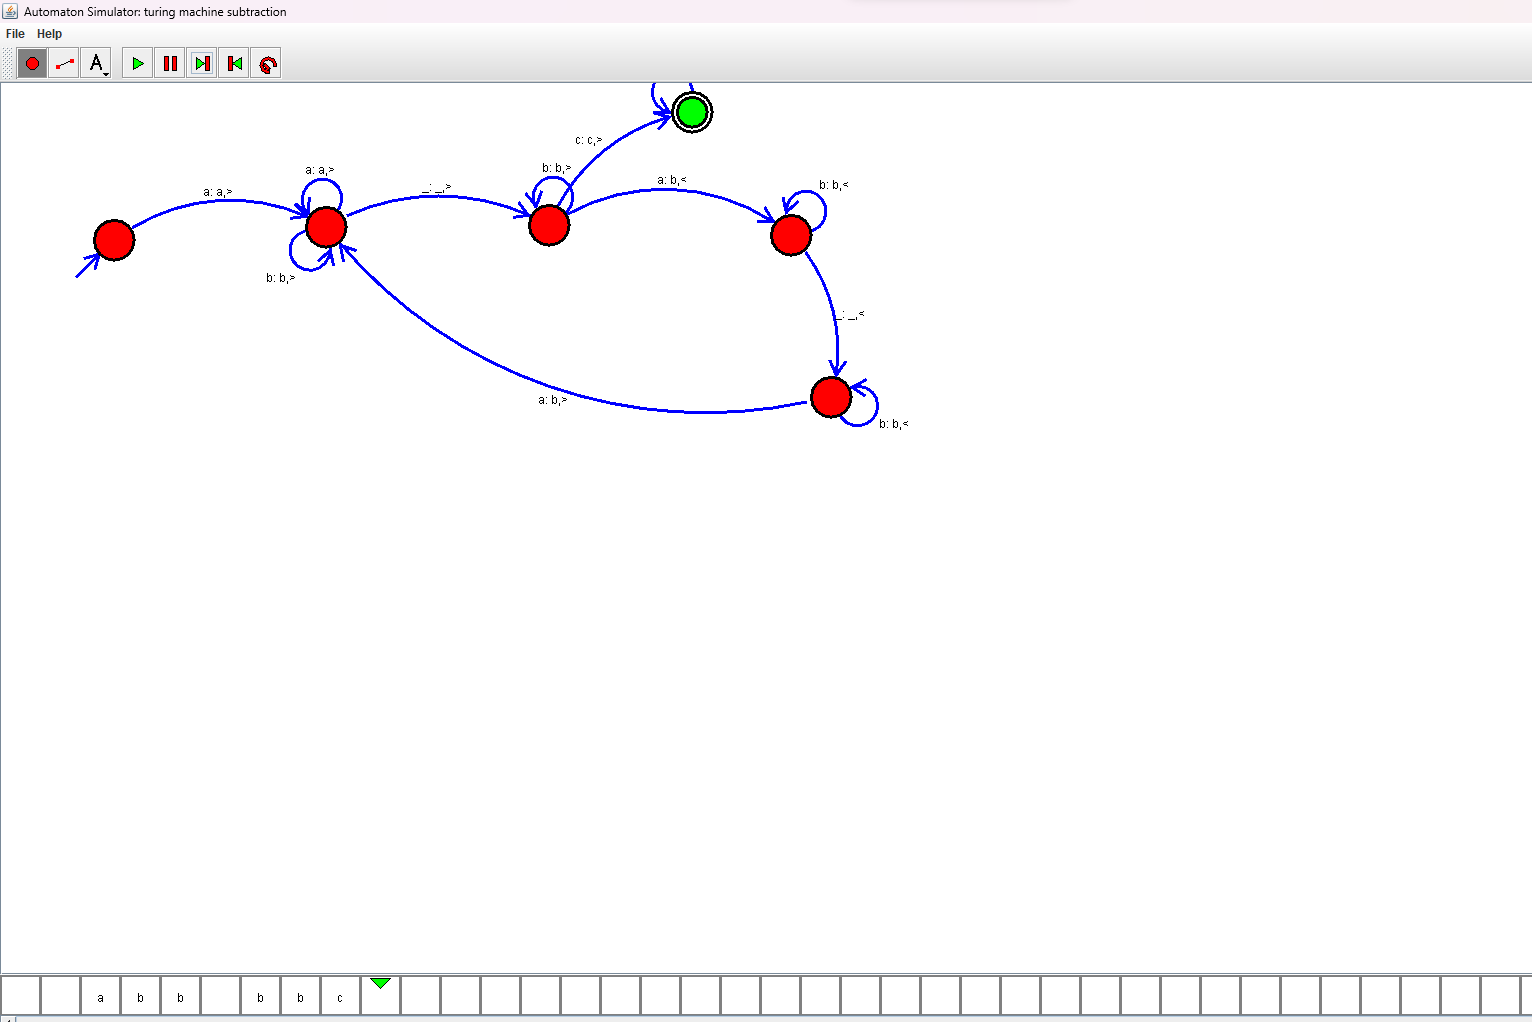 Automaton Simulator: turing machine subtraction
File Help
A
c: c,>
b: b,>
a: a,>
_: _,>
a: b,<
b: b,<
a: a,>
b: b,>
_: _,<
a: b,>
b: b,<
a b b b b c